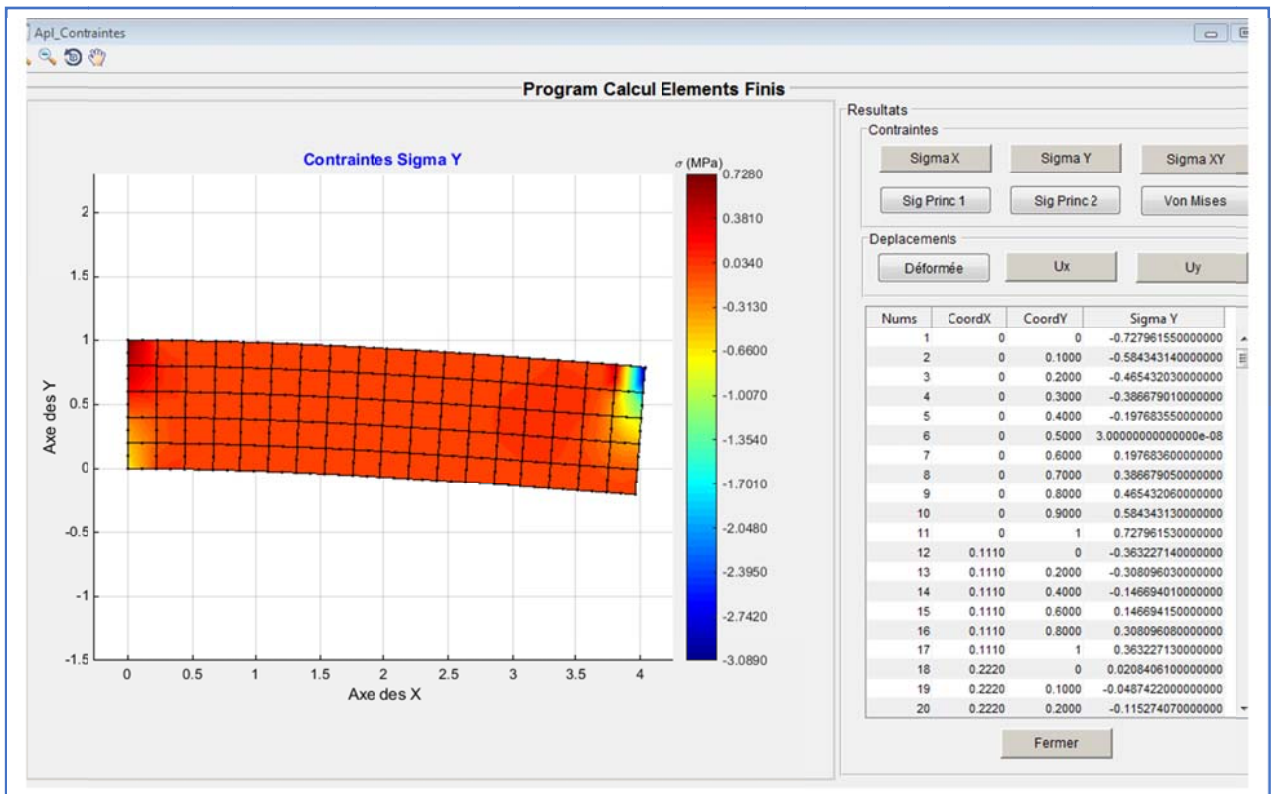 Apl_Contraintes
Program Calcul Elements Finis
Contraintes Sigma Y
σ (MPa)
0.7280
0.3810
0.0340
-0.3130
-0.6600
-1.0070
-1.3540
-1.7010
-2.0480
-2.3950
-2.7420
-3.0890
2
1.5
1
0.5
0
-0.5
-1
-1.5
Axe des Y
0 0.5 1 1.5 2 2.5 3 3.5 4
Axe des X
Resultats
Contraintes
Sigma X Sigma Y Sigma XY
Sig Princ 1 Sig Princ 2 Von Mises
Deplacements
Déformée Ux Uy
Nums CoordX CoordY Sigma Y
1 0 0 -0.727961550000000
2 0 0.1000 -0.584343140000000
3 0 0.2000 -0.465432030000000
4 0 0.3000 -0.386679010000000
5 0 0.4000 -0.197683550000000
6 0 0.5000 3.00000000000000e-08
7 0 0.6000 0.197683600000000
8 0 0.7000 0.386679050000000
9 0 0.8000 0.465432060000000
10 0 0.9000 0.584343130000000
11 0 1 0.727961530000000
12 0.1110 0 -0.363227140000000
13 0.1110 0.2000 -0.308096030000000
14 0.1110 0.4000 -0.146694010000000
15 0.1110 0.6000 0.146694150000000
16 0.1110 0.8000 0.308096080000000
17 0.1110 1 0.363227130000000
18 0.2220 0 0.0208406100000000
19 0.2220 0.1000 -0.0487422000000000
20 0.2220 0.2000 -0.115274070000000
Fermer